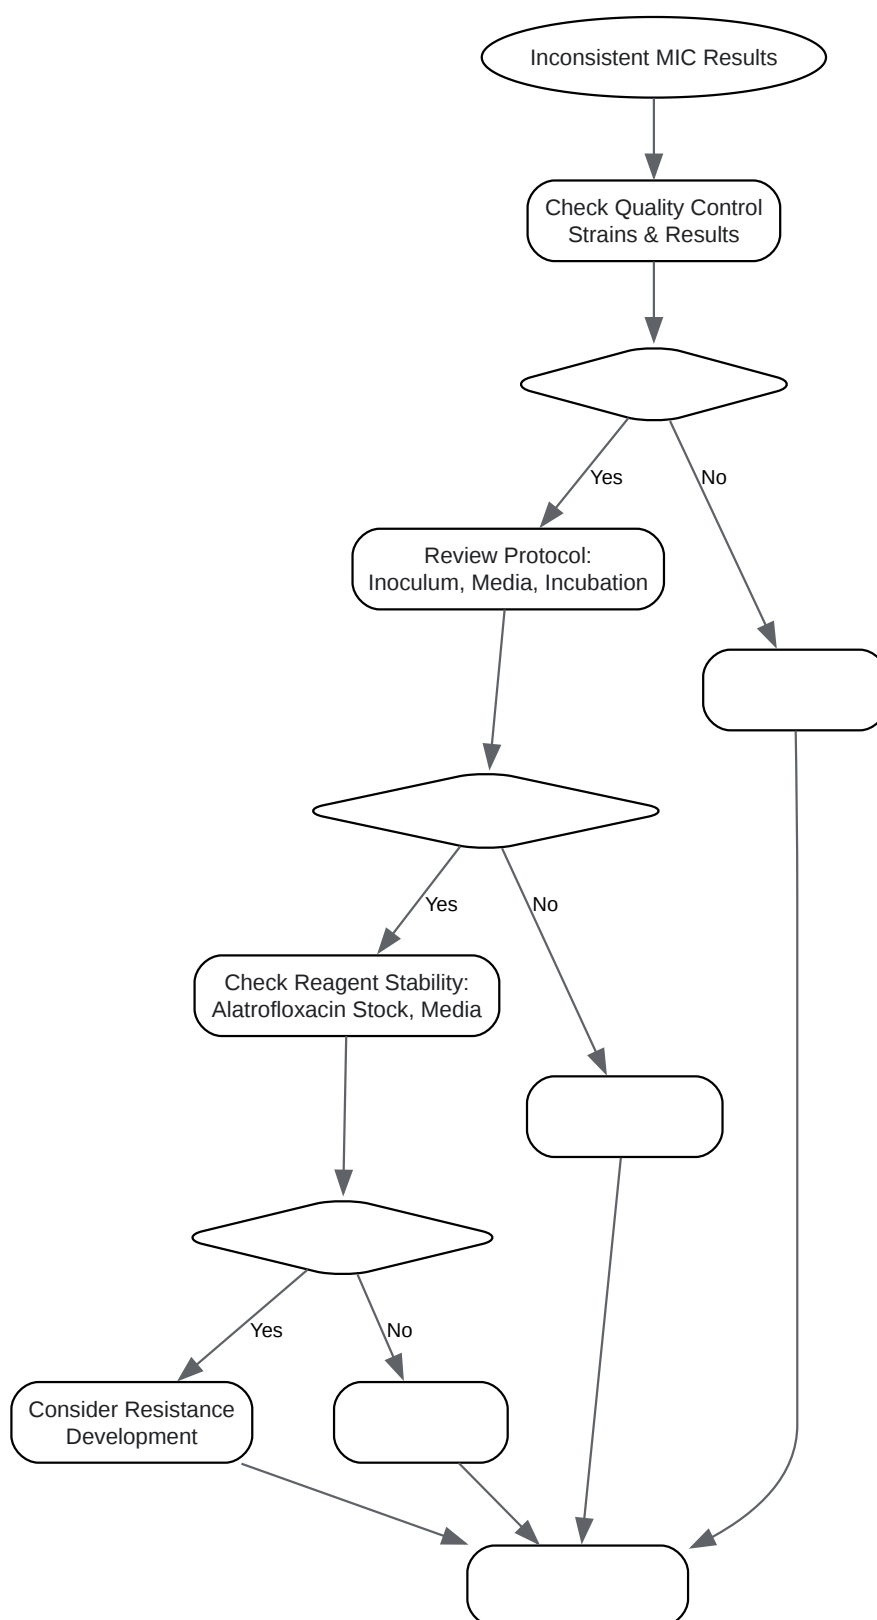 Inconsistent MIC Results
Check Quality Control
Strains & Results
Yes
No
Review Protocol:
Inoculum, Media, Incubation
Yes
No
Check Reagent Stability:
Alatrofloxacin Stock, Media
Yes
No
Consider Resistance
Development